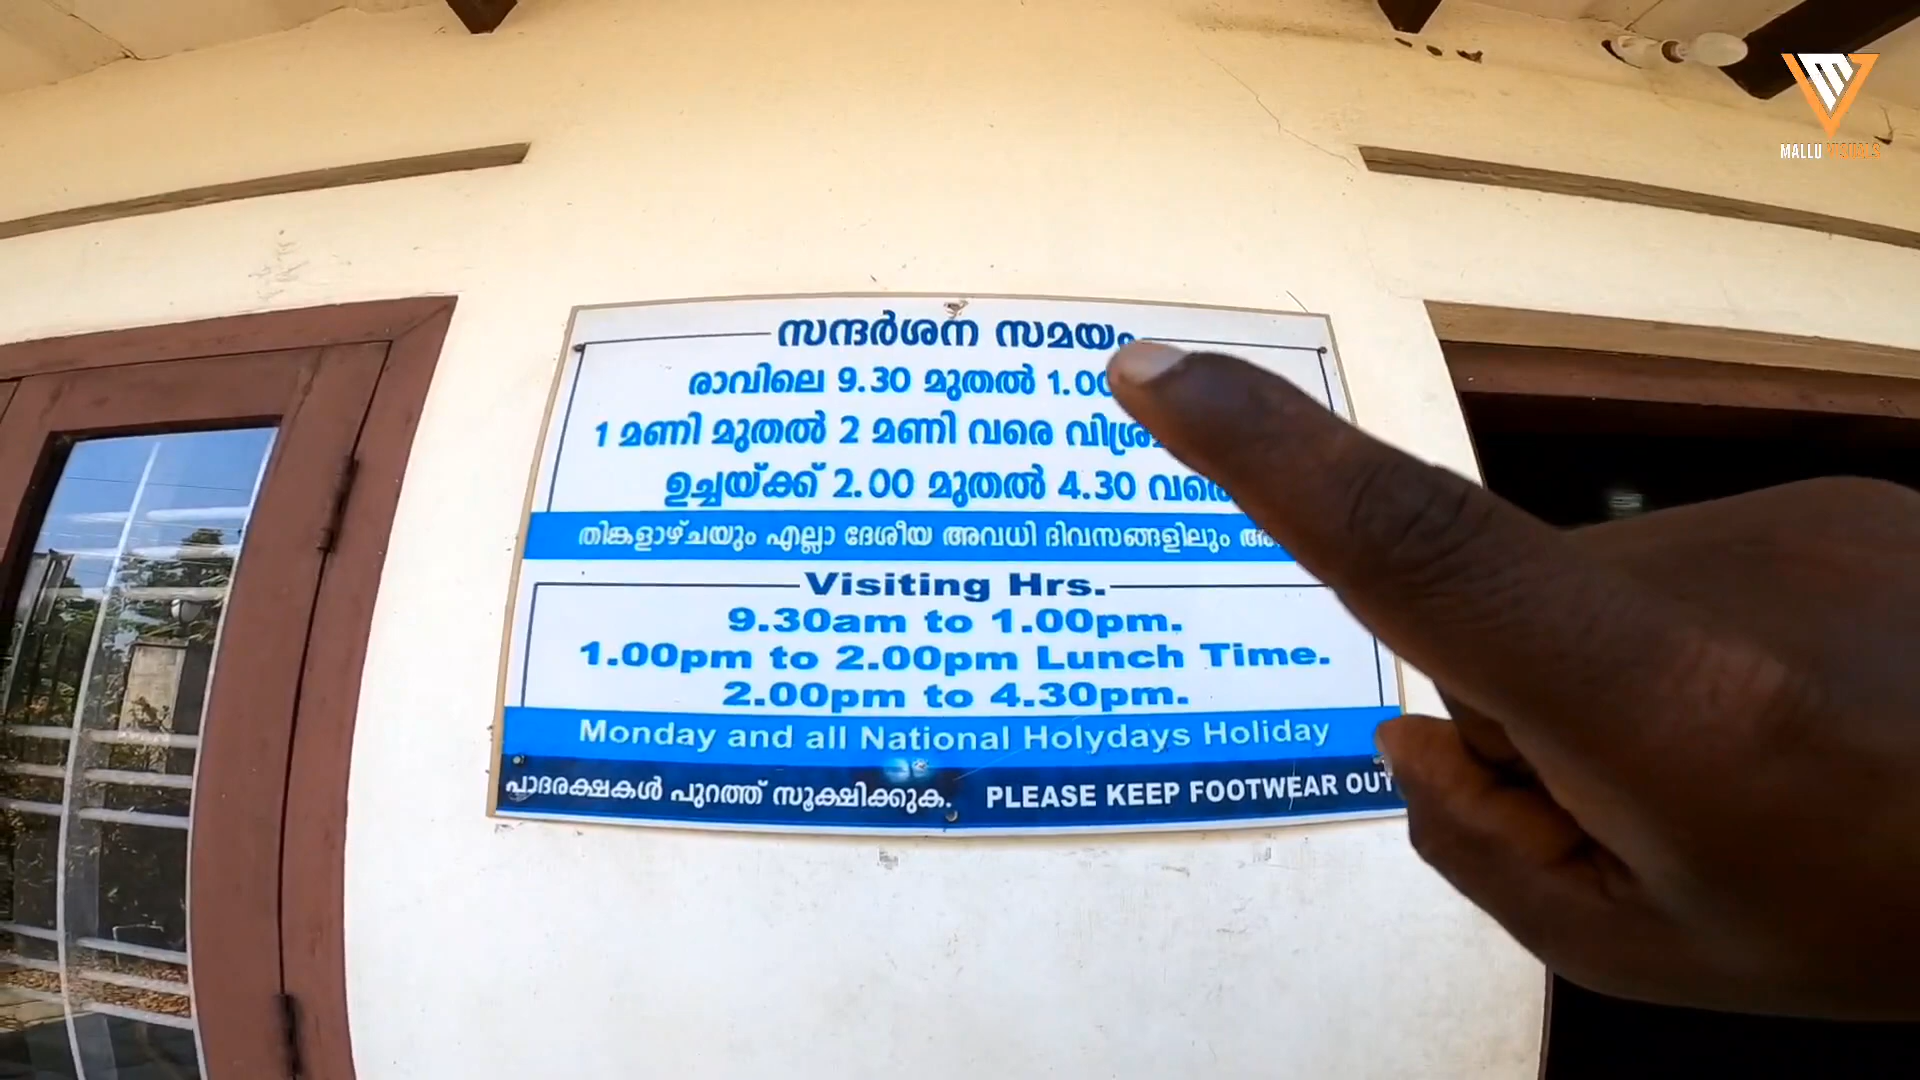 MALLU VISUALS
സന്ദർശന സമയം
രാവിലെ 9.30 മുതൽ 1.00
1 മണി മുതൽ 2 മണി വരെ
ഉച്ചയ്ക്ക് 2.00 മുതൽ 4.30 വരെ
തിങ്കളാഴ്ചയും എല്ലാ ദേശീയ അവധി ദിവസങ്ങളിലും
Visiting Hrs.
9.30am to 1.00pm.
1.00pm to 2.00pm Lunch Time.
2.00pm to 4.30pm.
Monday and all National Holydays Holiday
പാദരക്ഷകൾ പുറത്ത് സൂക്ഷിക്കുക. PLEASE KEEP FOOTWEAR OUT